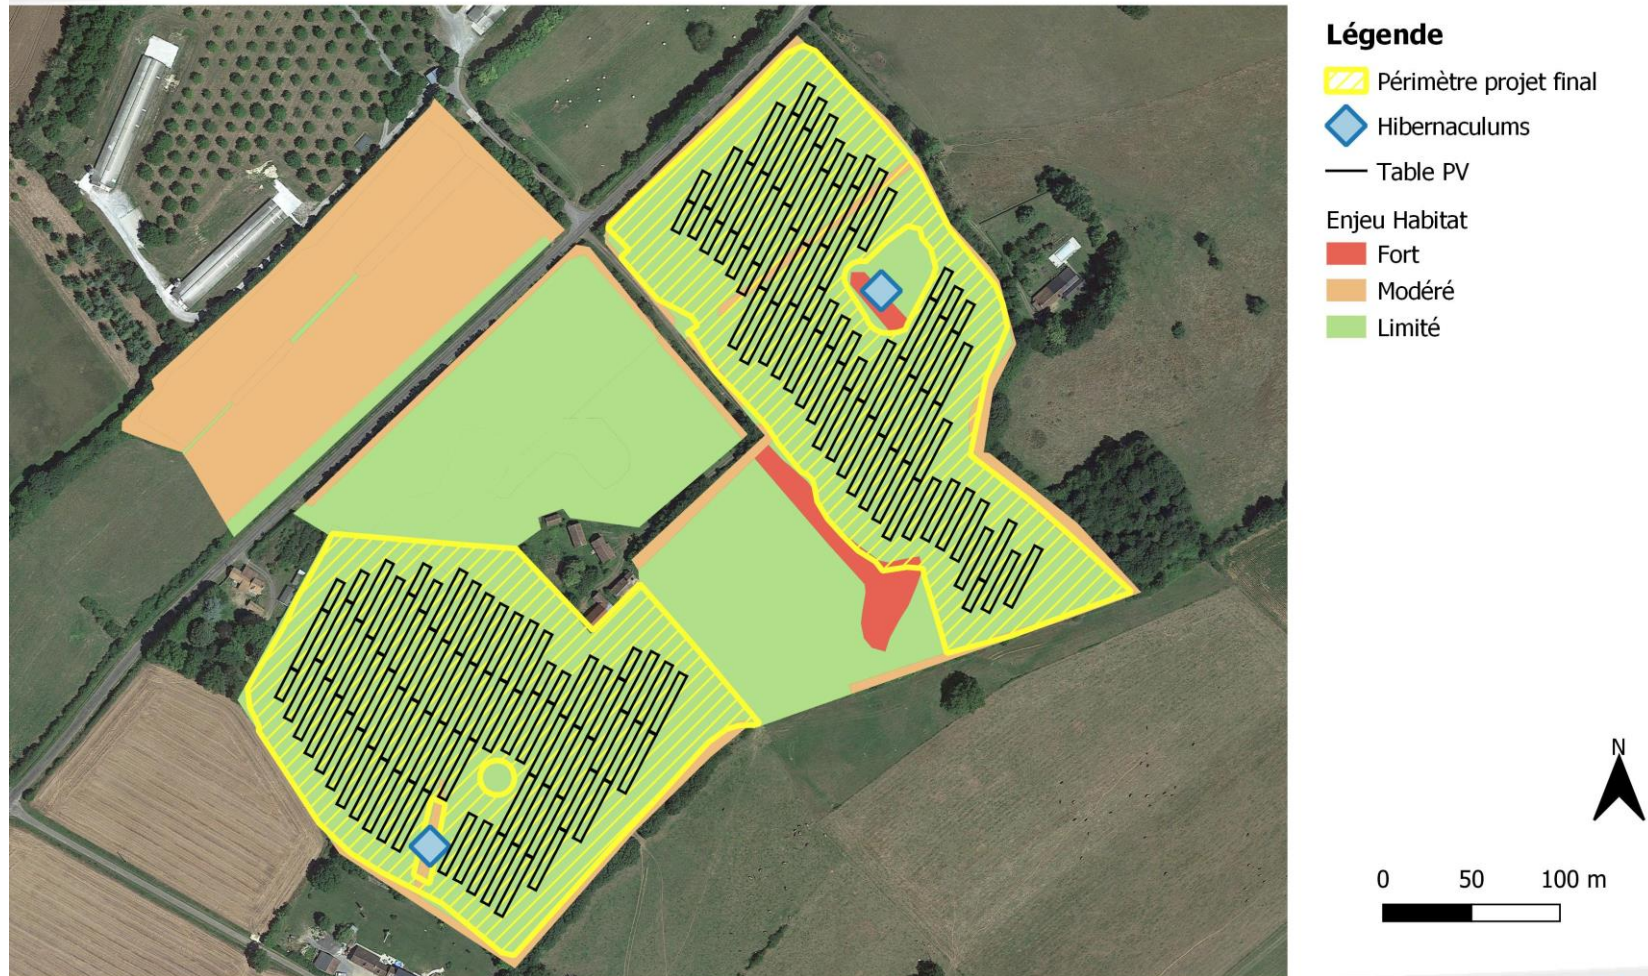 Légende
Périmètre projet final
Hibernaculums
Table PV
Enjeu Habitat
Fort
Modéré
Limité
N
0 50 100 m